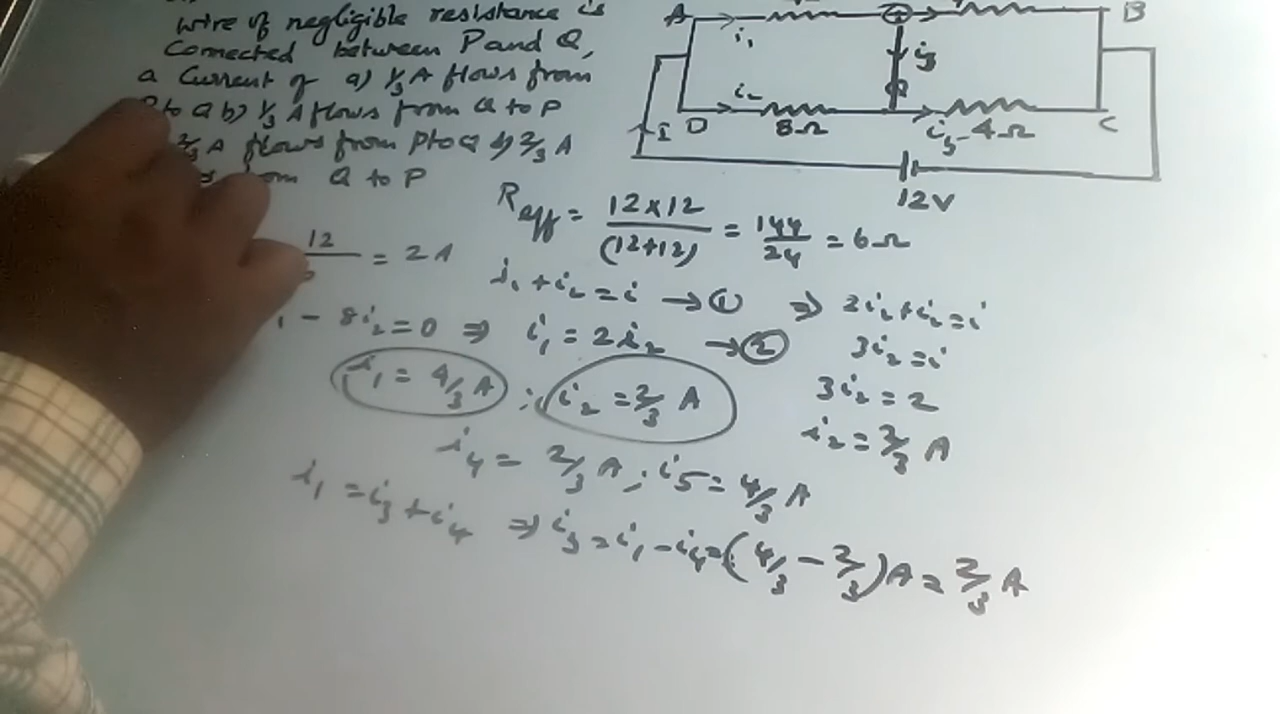 wire of negligible resistance is
Connected between P and Q,
a Current of a) 1/3 A flows from
to Q b) 1/3 A flows from Q to P
2/3 A flows from P to Q d) 2/3 A
from Q to P
A
B
i₁
i₃
Q
i₂
I
D
8Ω
i₅
4Ω
C
12V
R_eff = 12×12/(12+12) = 144/24 = 6Ω
12/ = 2A
i₁ + i₂ = i → ① ⇒ 2i₂ + i₂ = i
- 8i₂ = 0 ⇒ i₁ = 2i₂ → ② 3i₂ = i
i₁ = 4/3 A ; i₂ = 2/3 A 3i₂ = 2
i₂ = 2/3 A
i₄ = 2/3 A ; i₅ = 4/3 A
i₁ = i₃ + i₄ ⇒ i₃ = i₁ - i₄ = (4/3 - 2/3) A = 2/3 A